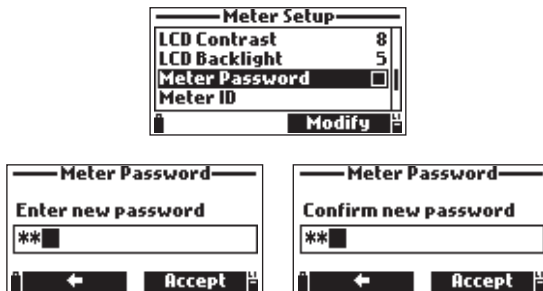 Meter Setup
LCD Contrast 8
LCD Backlight 5
Meter Password
Meter ID
Modify
Meter Password
Enter new password
**
Accept
Meter Password
Confirm new password
**
Accept